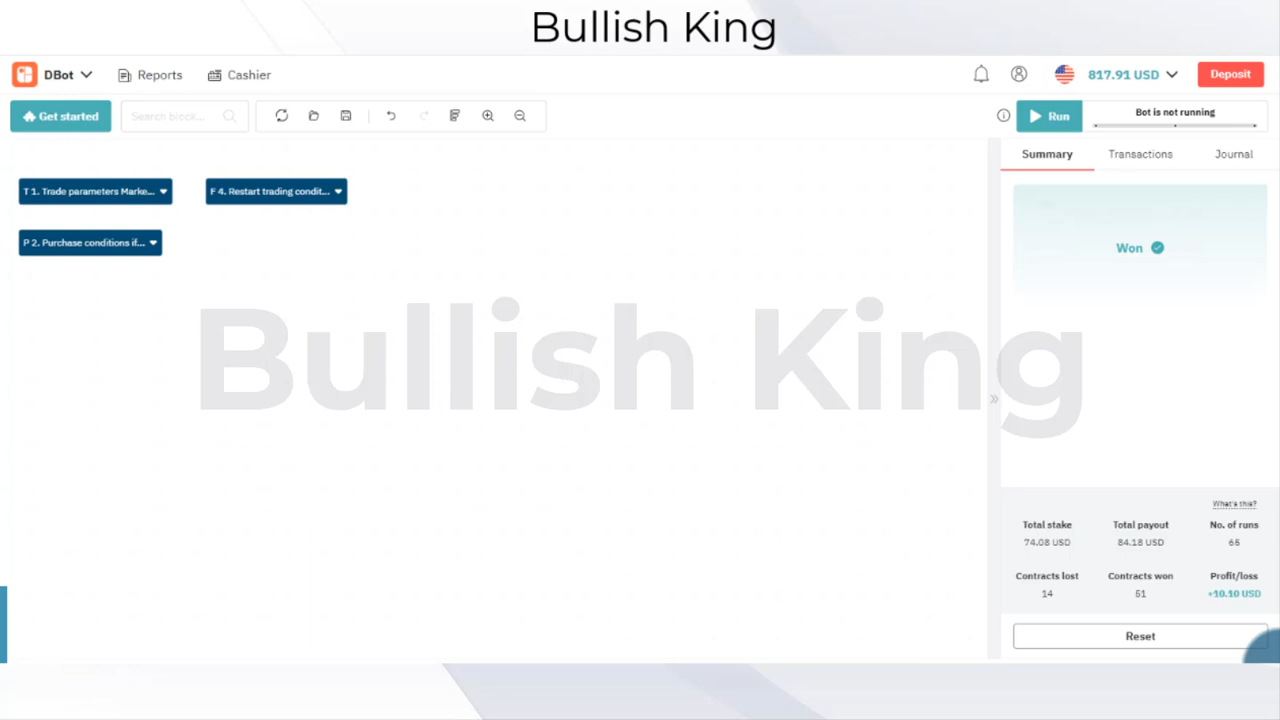 Bullish King
DBot
Reports
Cashier
817.91 USD
Deposit
Get started
Search block...
Run
Bot is not running
Summary
Transactions
Journal
T 1. Trade parameters Marke...
F 4. Restart trading condit...
P 2. Purchase conditions if...
Won
Bullish King
What's this?
Total stake
Total payout
No. of runs
74.08 USD
84.18 USD
65
Contracts lost
Contracts won
Profit/loss
14
51
+10.10 USD
Reset